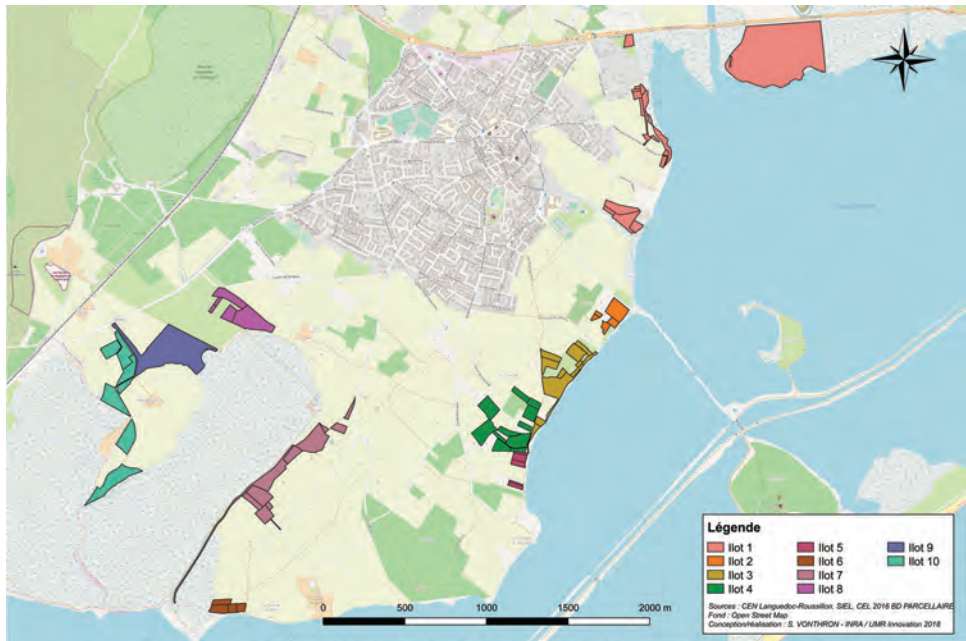 Légende
Ilot 1
Ilot 2
Ilot 3
Ilot 4
Ilot 5
Ilot 6
Ilot 7
Ilot 8
Ilot 9
Ilot 10
Sources : CEN Languedoc-Roussillon, SIEL, CEL 2016 BD PARCELLAIRE
Fond : Open Street Map
Conception/réalisation : S. VONTHRON - INRA / UMR Innovation 2016
0 500 1000 1500 2000 m